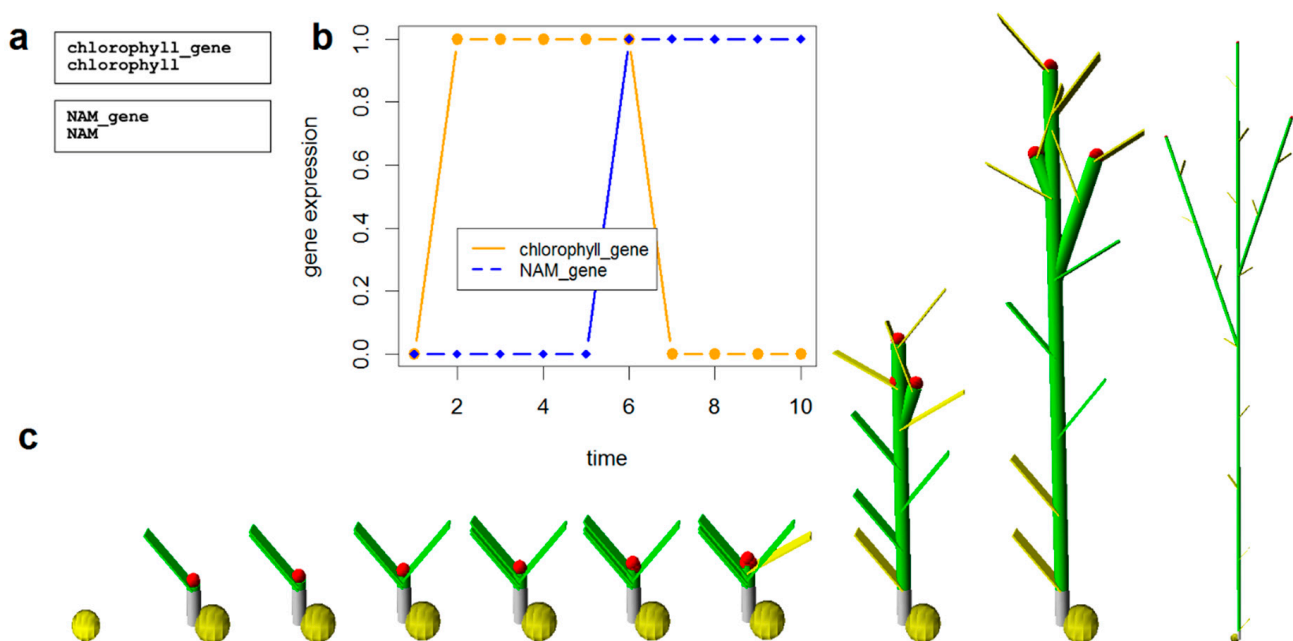 a
chlorophyll_gene
chlorophyll
NAM_gene
NAM
b
gene expression
1.0
0.8
0.6
0.4
0.2
0.0
chlorophyll_gene
NAM_gene
2 4 6 8 10
time
c